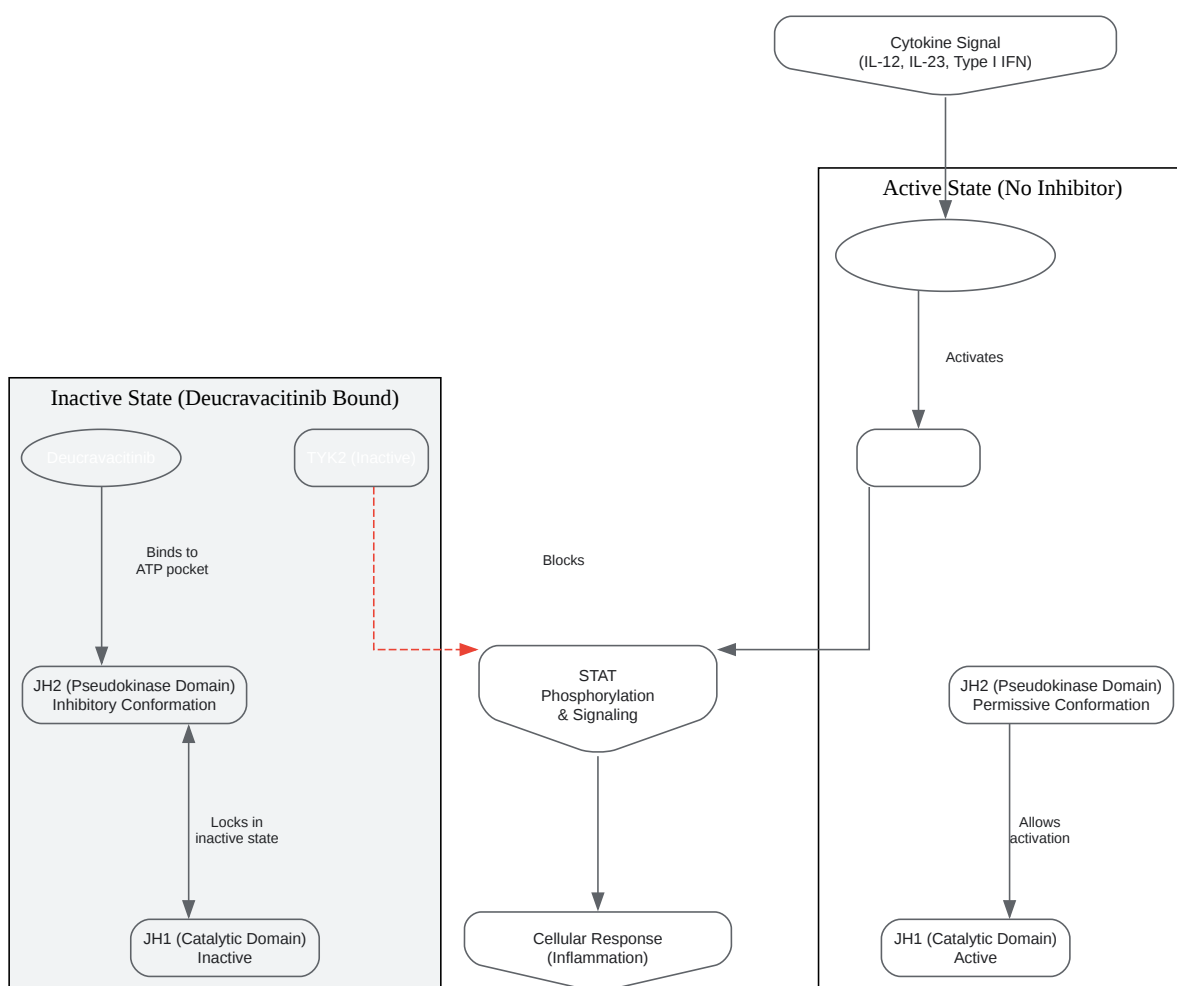 Cytokine Signal
(IL-12, IL-23, Type I IFN)
Active State (No Inhibitor)
Activates
Inactive State (Deucravacitinib Bound)
Deucravacitinib
TYK2 (Inactive)
Binds to
ATP pocket
Blocks
STAT
Phosphorylation
& Signaling
JH2 (Pseudokinase Domain)
Inhibitory Conformation
JH2 (Pseudokinase Domain)
Permissive Conformation
Locks in
inactive state
Allows
activation
JH1 (Catalytic Domain)
Inactive
Cellular Response
(Inflammation)
JH1 (Catalytic Domain)
Active